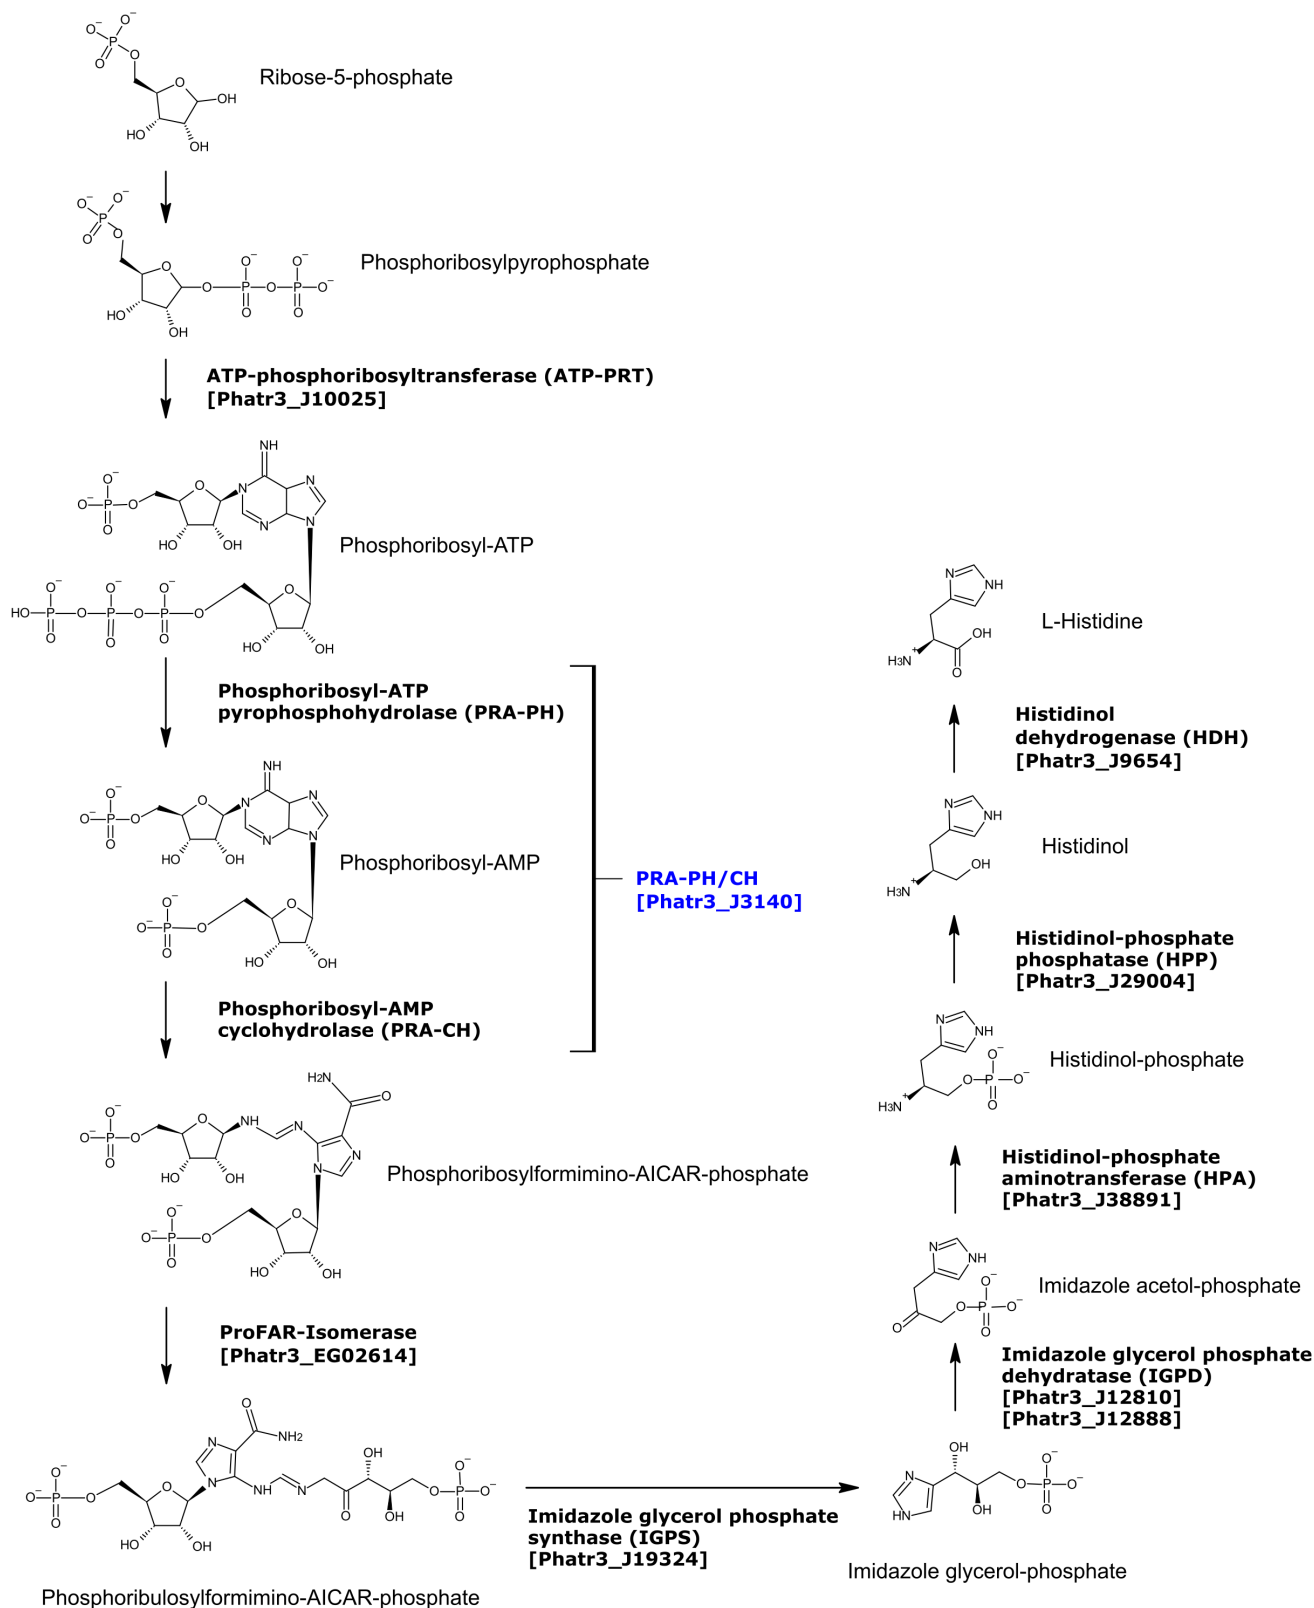 Ribose-5-phosphate
Phosphoribosylpyrophosphate
ATP-phosphoribosyltransferase (ATP-PRT)
[Phatr3_J10025]
Phosphoribosyl-ATP
Phosphoribosyl-ATP
pyrophosphohydrolase (PRA-PH)
Phosphoribosyl-AMP
PRA-PH/CH
[Phatr3_J3140]
Phosphoribosyl-AMP
cyclohydrolase (PRA-CH)
Phosphoribosylformimino-AICAR-phosphate
ProFAR-Isomerase
[Phatr3_EG02614]
Phosphoribulosylformimino-AICAR-phosphate
Imidazole glycerol phosphate
synthase (IGPS)
[Phatr3_J19324]
Imidazole glycerol-phosphate
Imidazole glycerol phosphate
dehydratase (IGPD)
[Phatr3_J12810]
[Phatr3_J12888]
Imidazole acetol-phosphate
Histidinol-phosphate
aminotransferase (HPA)
[Phatr3_J38891]
Histidinol-phosphate
Histidinol-phosphate
phosphatase (HPP)
[Phatr3_J29004]
Histidinol
Histidinol
dehydrogenase (HDH)
[Phatr3_J9654]
L-Histidine